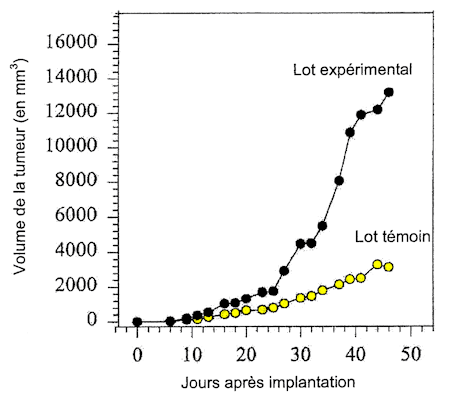 Volume de la tumeur (en mm³)
16000
14000
12000
10000
8000
6000
4000
2000
0
Lot expérimental
Lot témoin
0 10 20 30 40 50
Jours après implantation